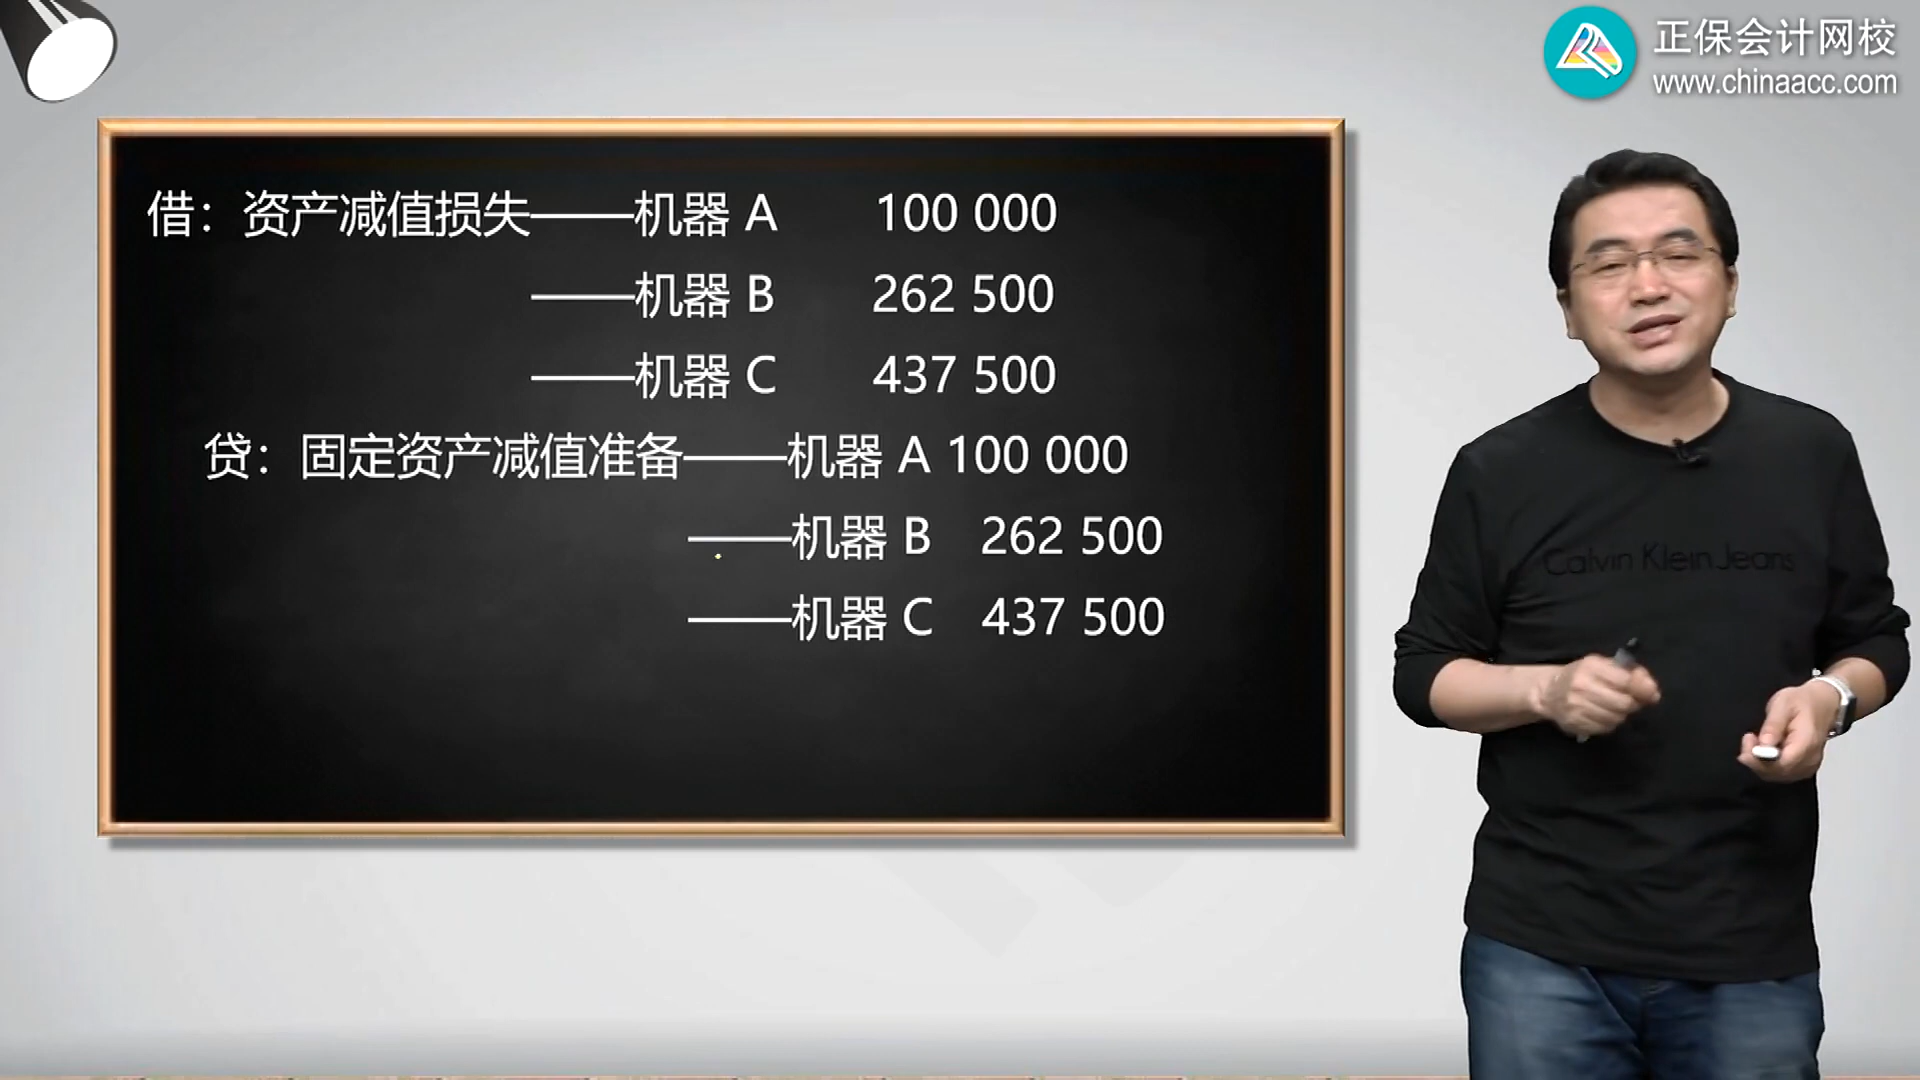 正保会计网校
www.chinaacc.com
借：资产减值损失——机器 A 100 000
——机器 B 262 500
——机器 C 437 500
贷：固定资产减值准备——机器 A 100 000
——机器 B 262 500
——机器 C 437 500
Calvin Klein Jeans